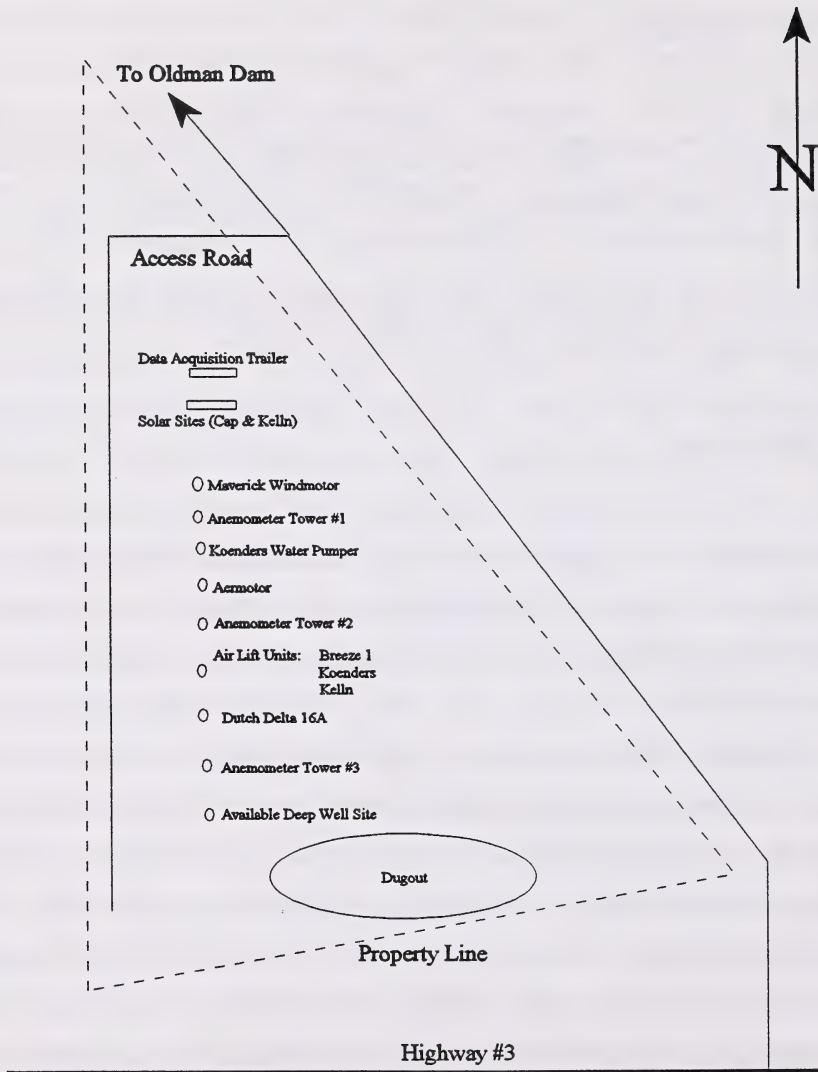 To Oldman Dam
N
Access Road
Data Acquisition Trailer
Solar Sites (Cap & Kelln)
Maverick Windmotor
Anemometer Tower #1
Koenders Water Pumper
Aermotor
Anemometer Tower #2
Air Lift Units: Breeze 1
Koenders
Kelln
Dutch Delta 16A
Anemometer Tower #3
Available Deep Well Site
Dugout
Property Line
Highway #3